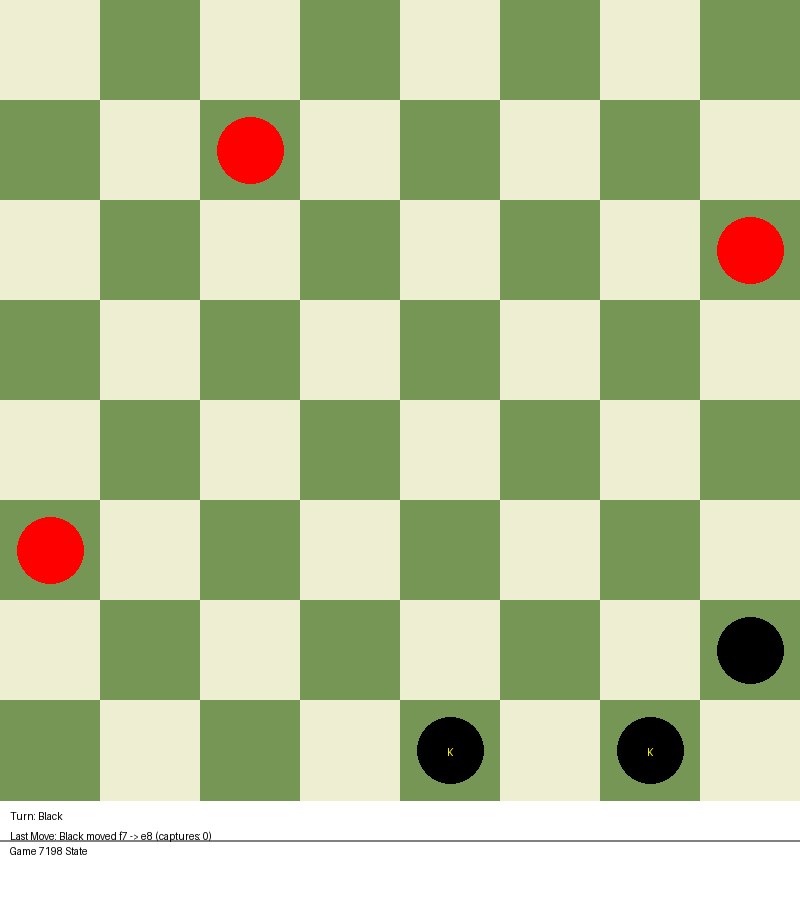 K
K
Turn: Black
Last Move: Black moved f7 -> e8 (captures: 0)
Game 7198 State